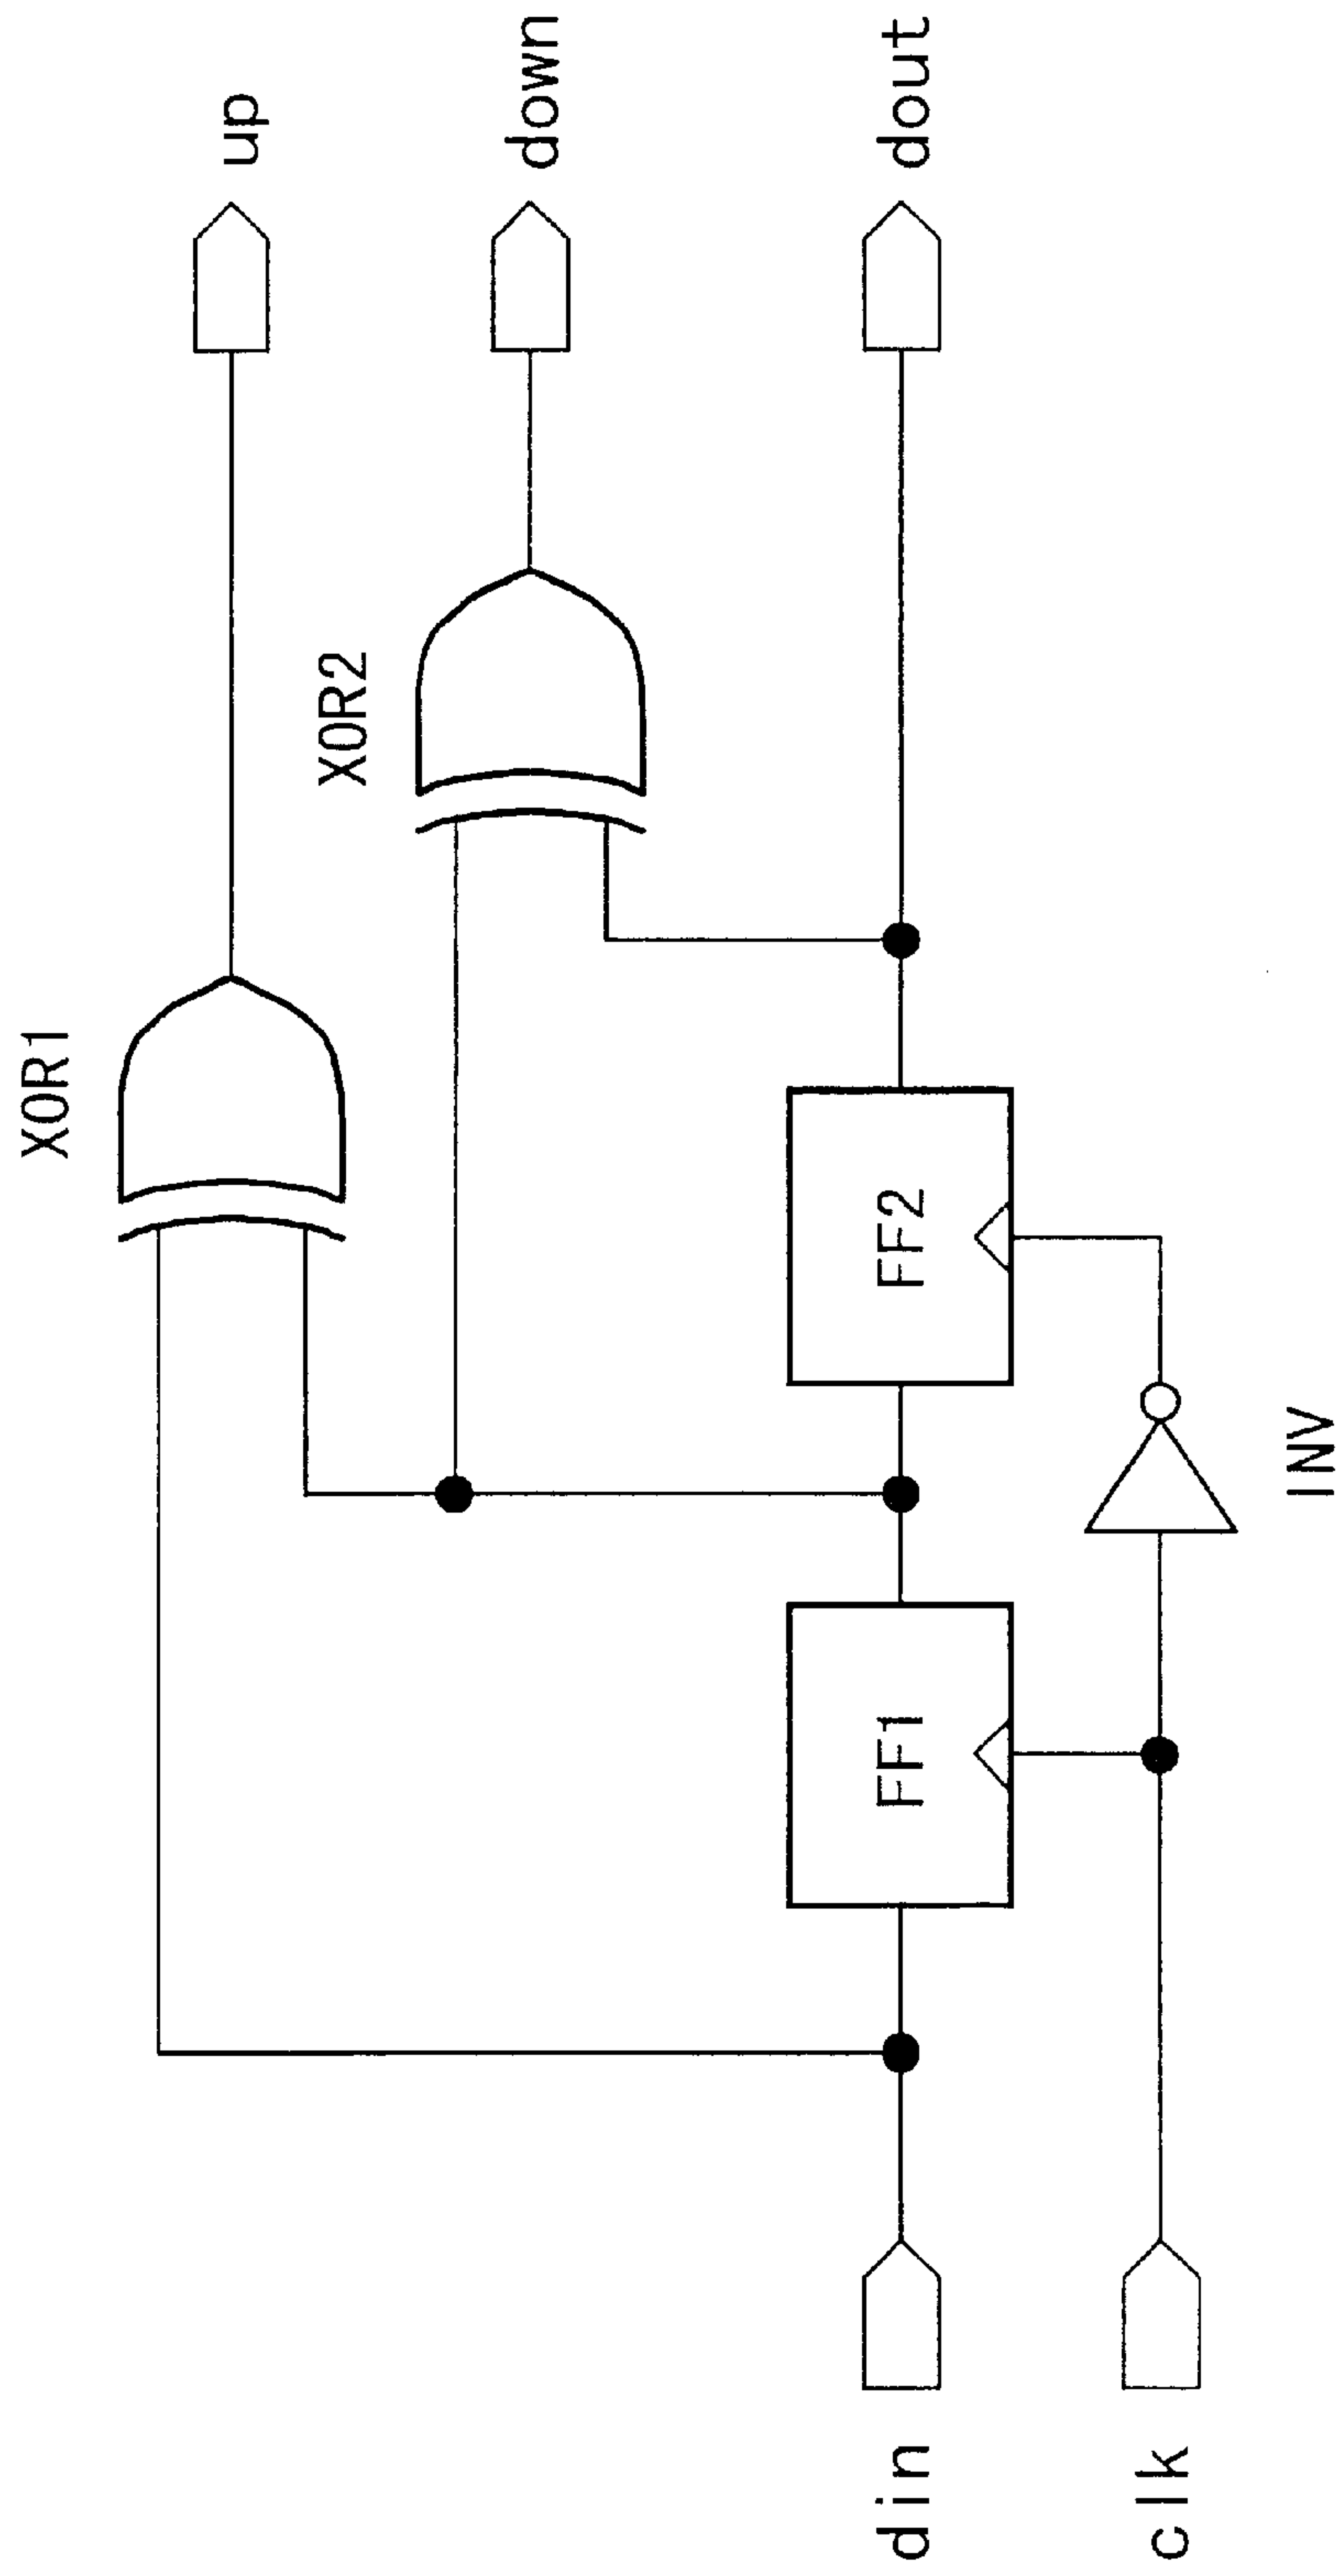 XOR1
up
XOR2
down
din
FF1
FF2
dout
clk
INV